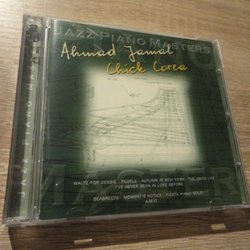 JAZZ PIANO MASTERS
Ahmad Jamal
Chick Corea
WALTZ FOR DEBBIE · PEOPLE · AUTUMN IN NEW YORK · THE GOOD LIFE
I'VE NEVER BEEN IN LOVE BEFORE
SEABREEZE · MOMENT'S NOTICE · FIESTA PIANO SOLO
A.M.O.